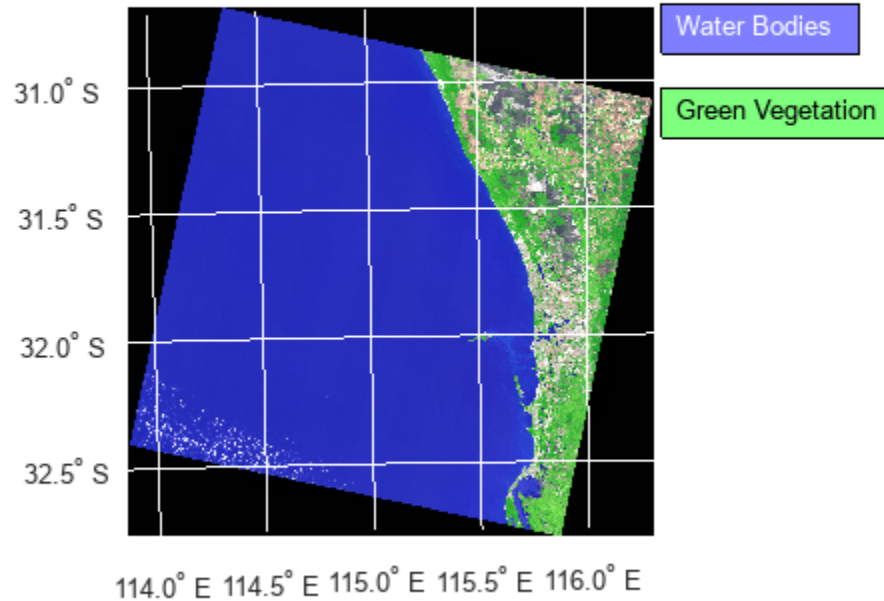 Water Bodies
Green Vegetation
31.0° S
31.5° S
32.0° S
32.5° S
114.0° E 114.5° E 115.0° E 115.5° E 116.0° E